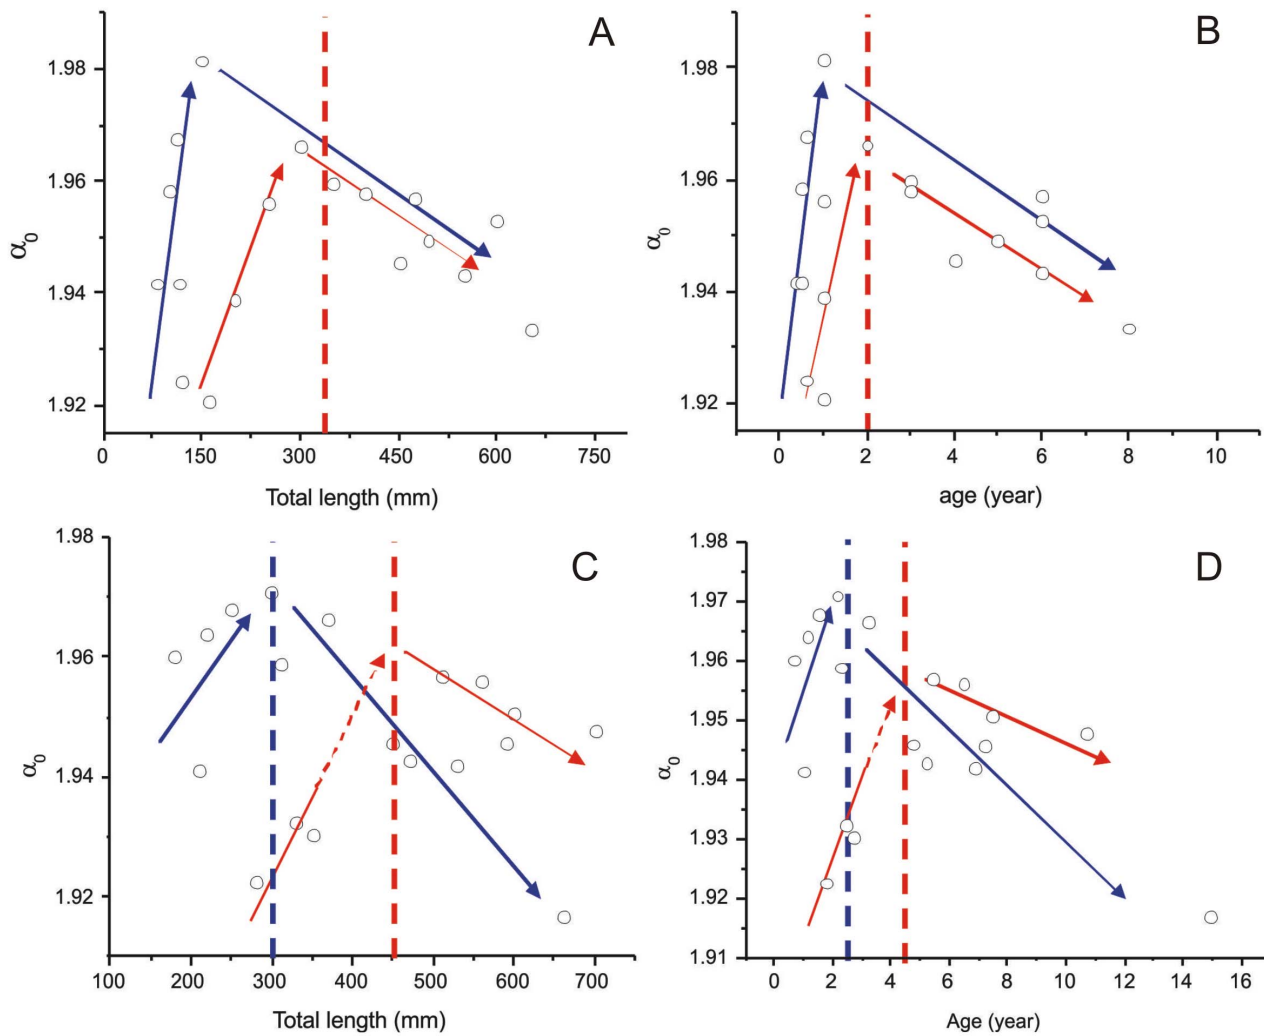 A
α0
1.98
1.96
1.94
1.92
0 150 300 450 600 750
Total length (mm)
B
α0
1.98
1.96
1.94
1.92
0 2 4 6 8 10
age (year)
C
α0
1.98
1.96
1.94
1.92
100 200 300 400 500 600 700
Total length (mm)
D
α0
1.98
1.97
1.96
1.95
1.94
1.93
1.92
1.91
0 2 4 6 8 10 12 14 16
Age (year)